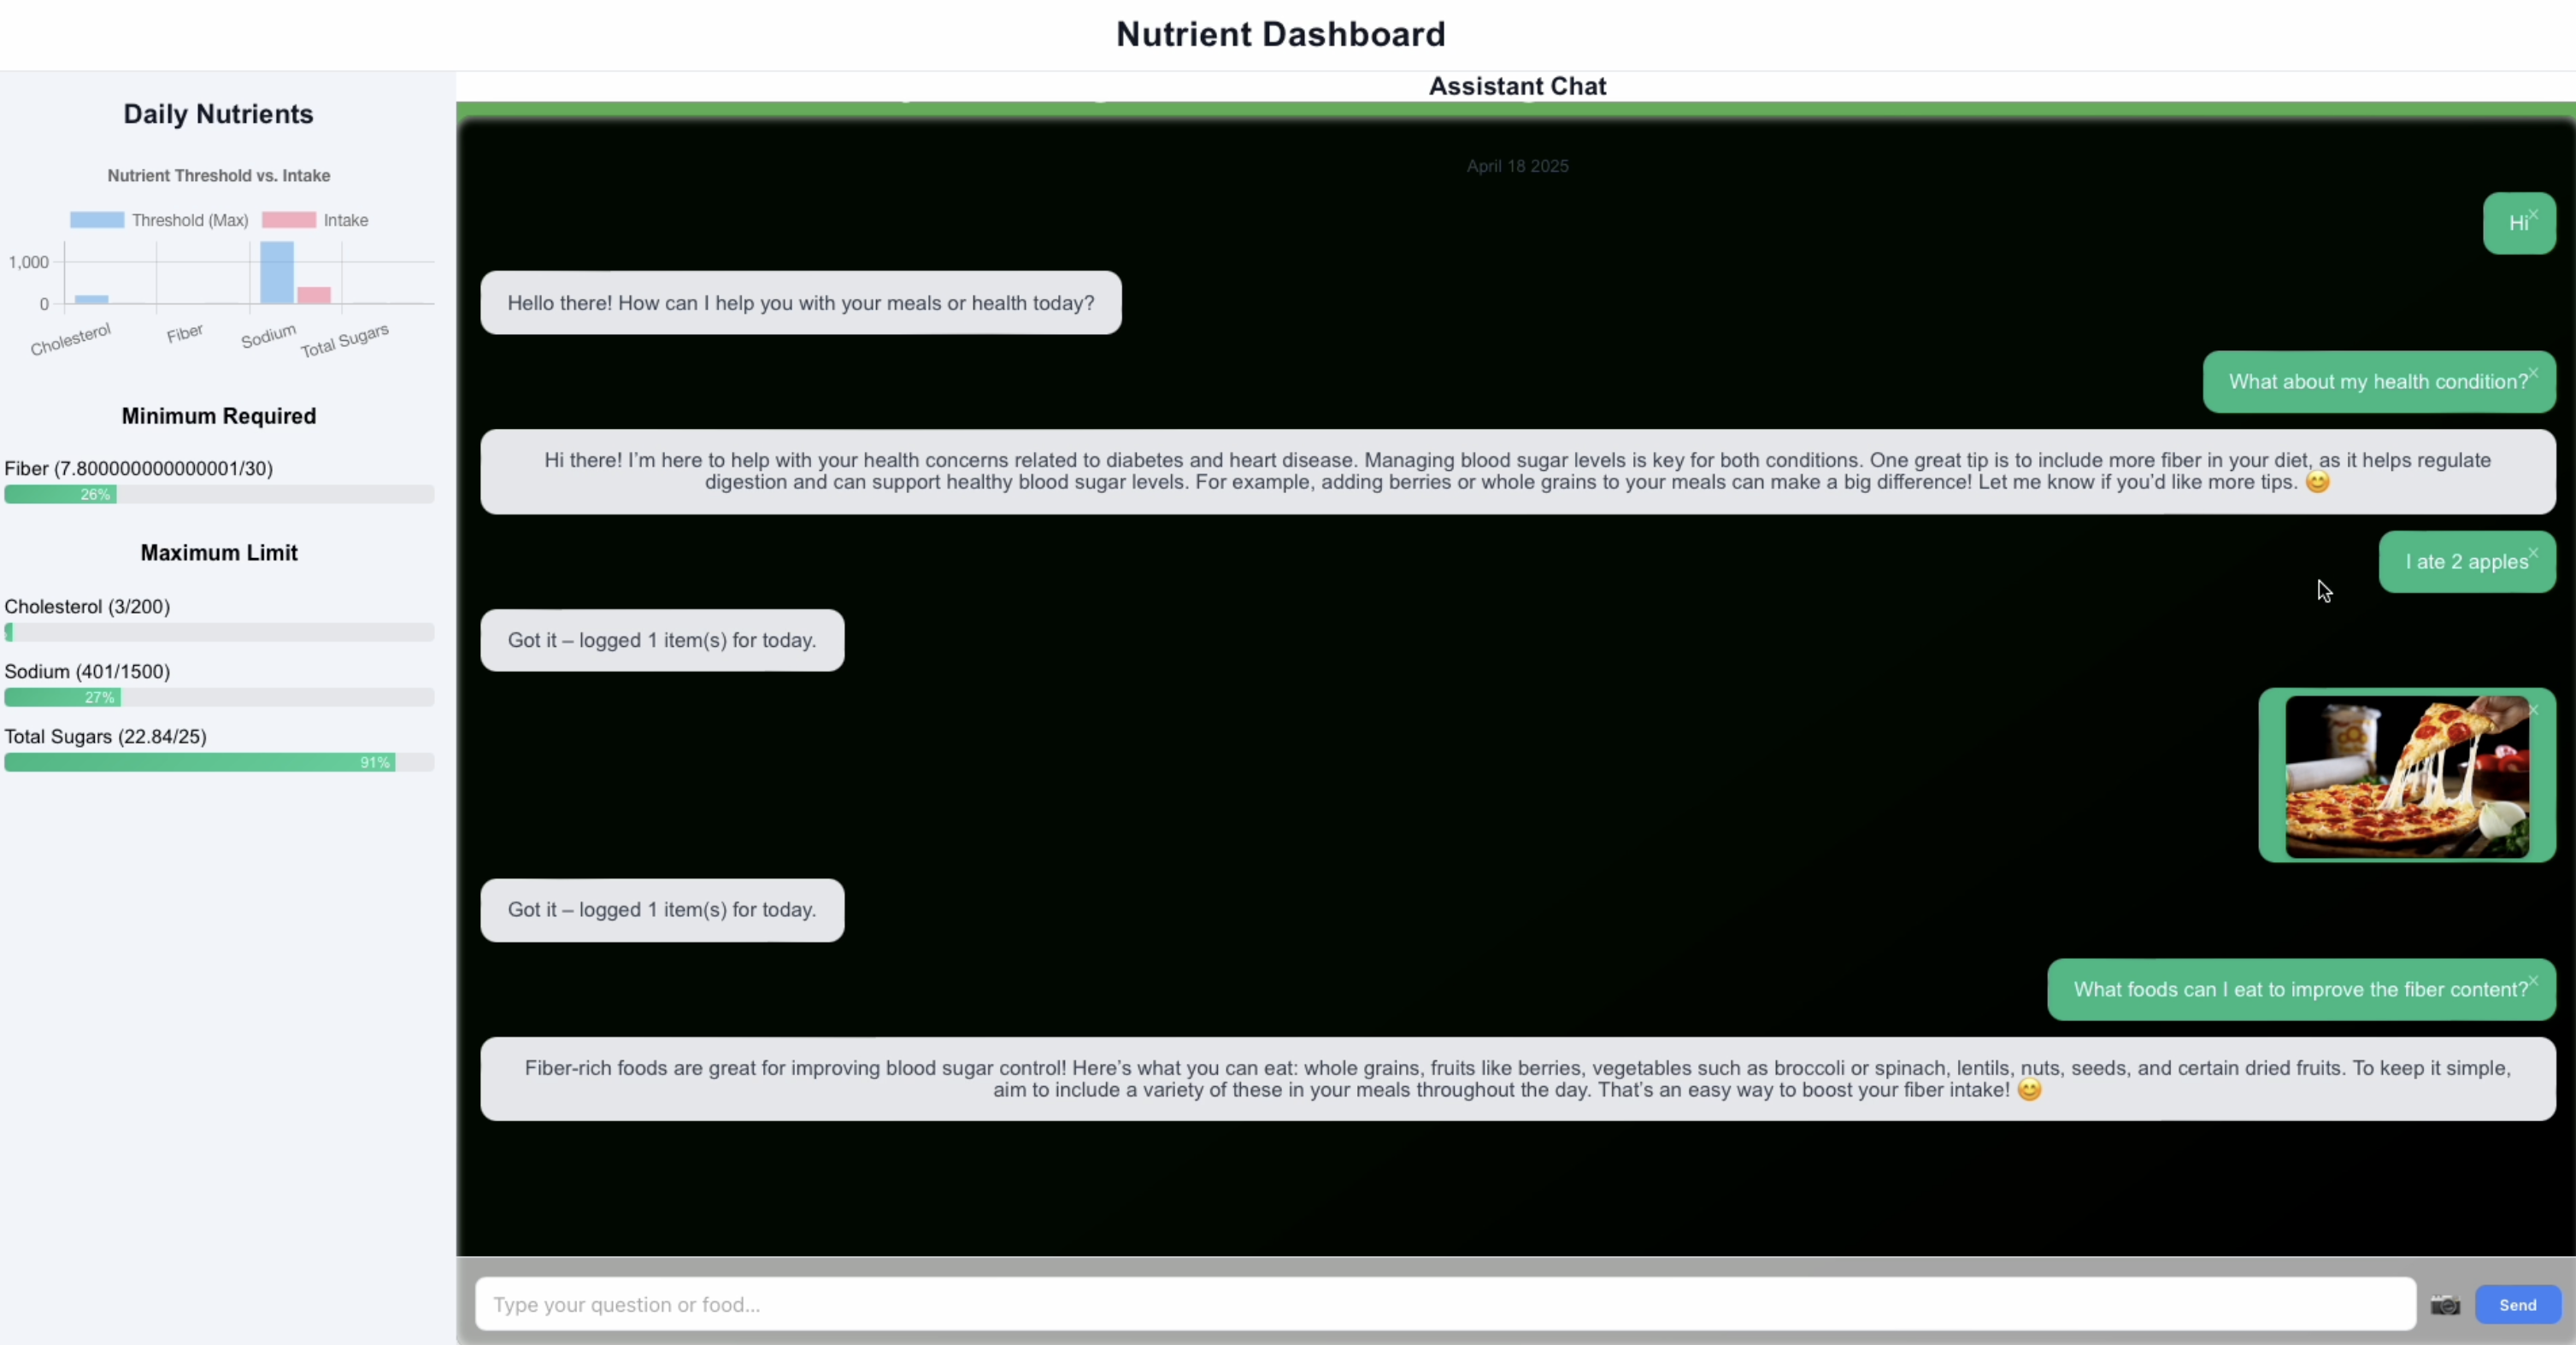 Nutrient Dashboard
Daily Nutrients
Nutrient Threshold vs. Intake
Threshold (Max) Intake
1,000
0
Cholesterol Fiber Sodium Total Sugars
Minimum Required
Fiber (7.800000000000001/30)
26%
Maximum Limit
Cholesterol (3/200)
Sodium (401/1500)
27%
Total Sugars (22.84/25)
91%
Assistant Chat
April 18 2025
Hi
Hello there! How can I help you with your meals or health today?
What about my health condition?
Hi there! I’m here to help with your health concerns related to diabetes and heart disease. Managing blood sugar levels is key for both conditions. One great tip is to include more fiber in your diet, as it helps regulate
digestion and can support healthy blood sugar levels. For example, adding berries or whole grains to your meals can make a big difference! Let me know if you’d like more tips. 😊
I ate 2 apples
Got it – logged 1 item(s) for today.
Got it – logged 1 item(s) for today.
What foods can I eat to improve the fiber content?
Fiber-rich foods are great for improving blood sugar control! Here’s what you can eat: whole grains, fruits like berries, vegetables such as broccoli or spinach, lentils, nuts, seeds, and certain dried fruits. To keep it simple,
aim to include a variety of these in your meals throughout the day. That’s an easy way to boost your fiber intake! 😊
Type your question or food...
Send